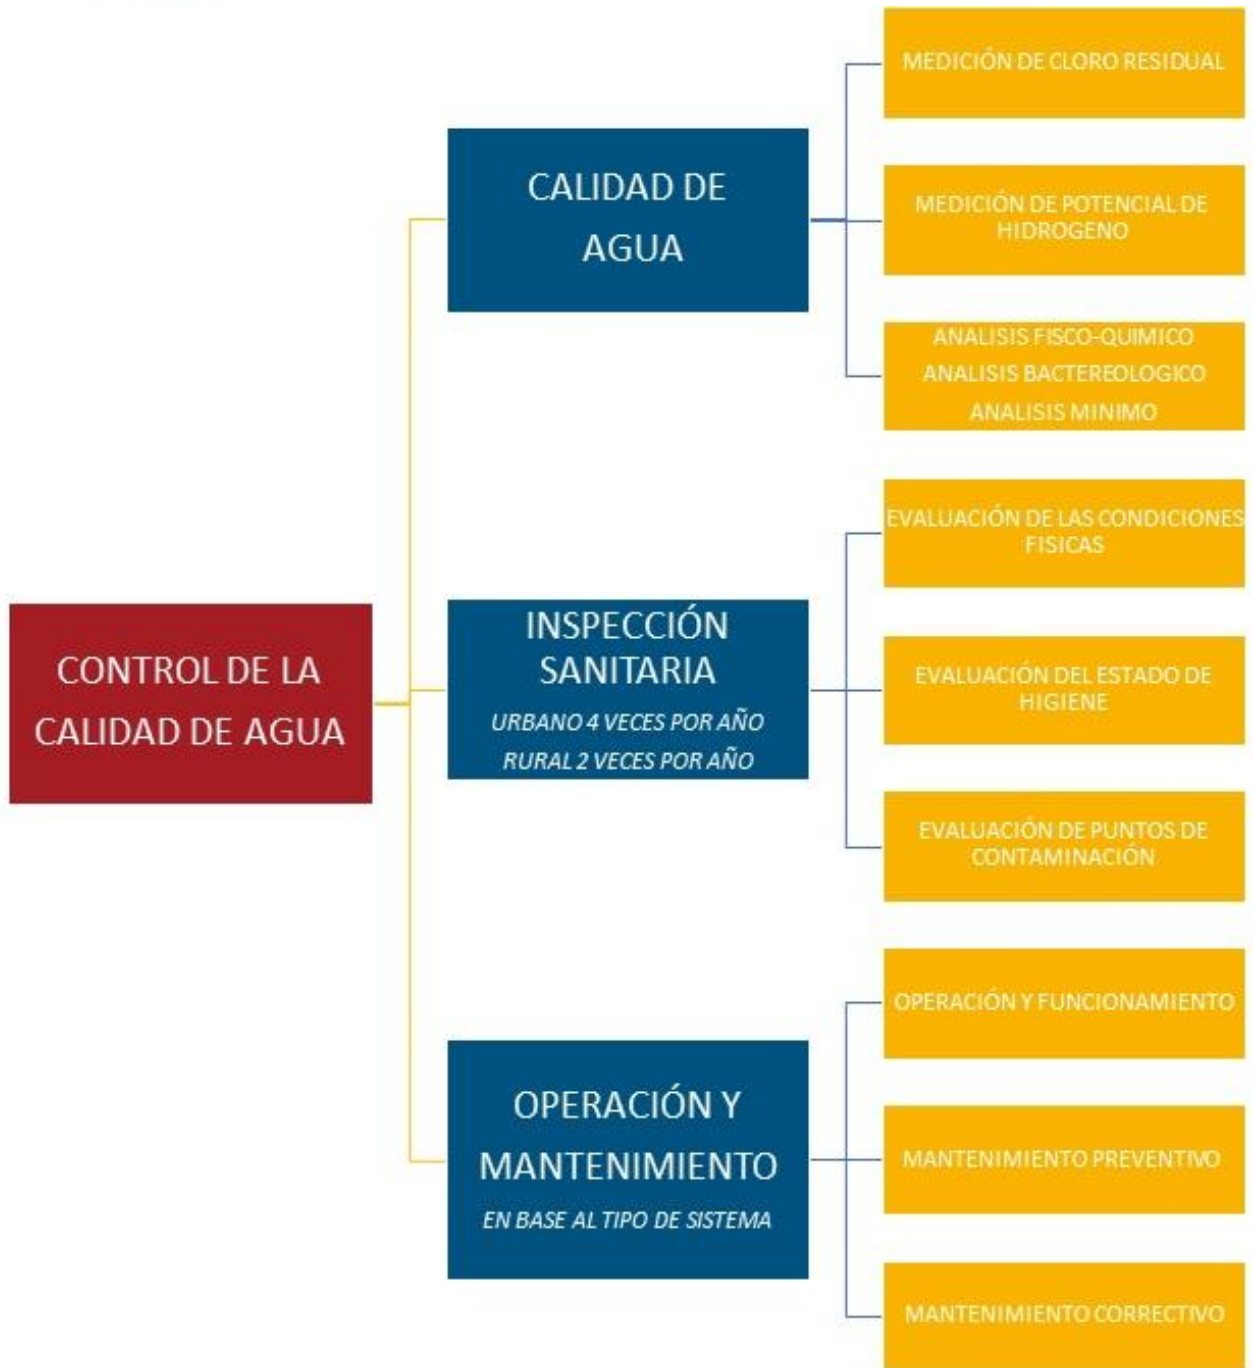 CONTROL DE LA
CALIDAD DE AGUA
CALIDAD DE
AGUA
MEDICIÓN DE CLORO RESIDUAL
MEDICIÓN DE POTENCIAL DE
HIDROGENO
ANALISIS FISCO-QUIMICO
ANALISIS BACTEREOLOGICO
ANALISIS MINIMO
INSPECCIÓN
SANITARIA
URBANO 4 VECES POR AÑO
RURAL 2 VECES POR AÑO
EVALUACIÓN DE LAS CONDICIONES
FISICAS
EVALUACIÓN DEL ESTADO DE
HIGIENE
EVALUACIÓN DE PUNTOS DE
CONTAMINACIÓN
OPERACIÓN Y
MANTENIMIENTO
EN BASE AL TIPO DE SISTEMA
OPERACIÓN Y FUNCIONAMIENTO
MANTENIMIENTO PREVENTIVO
MANTENIMIENTO CORRECTIVO